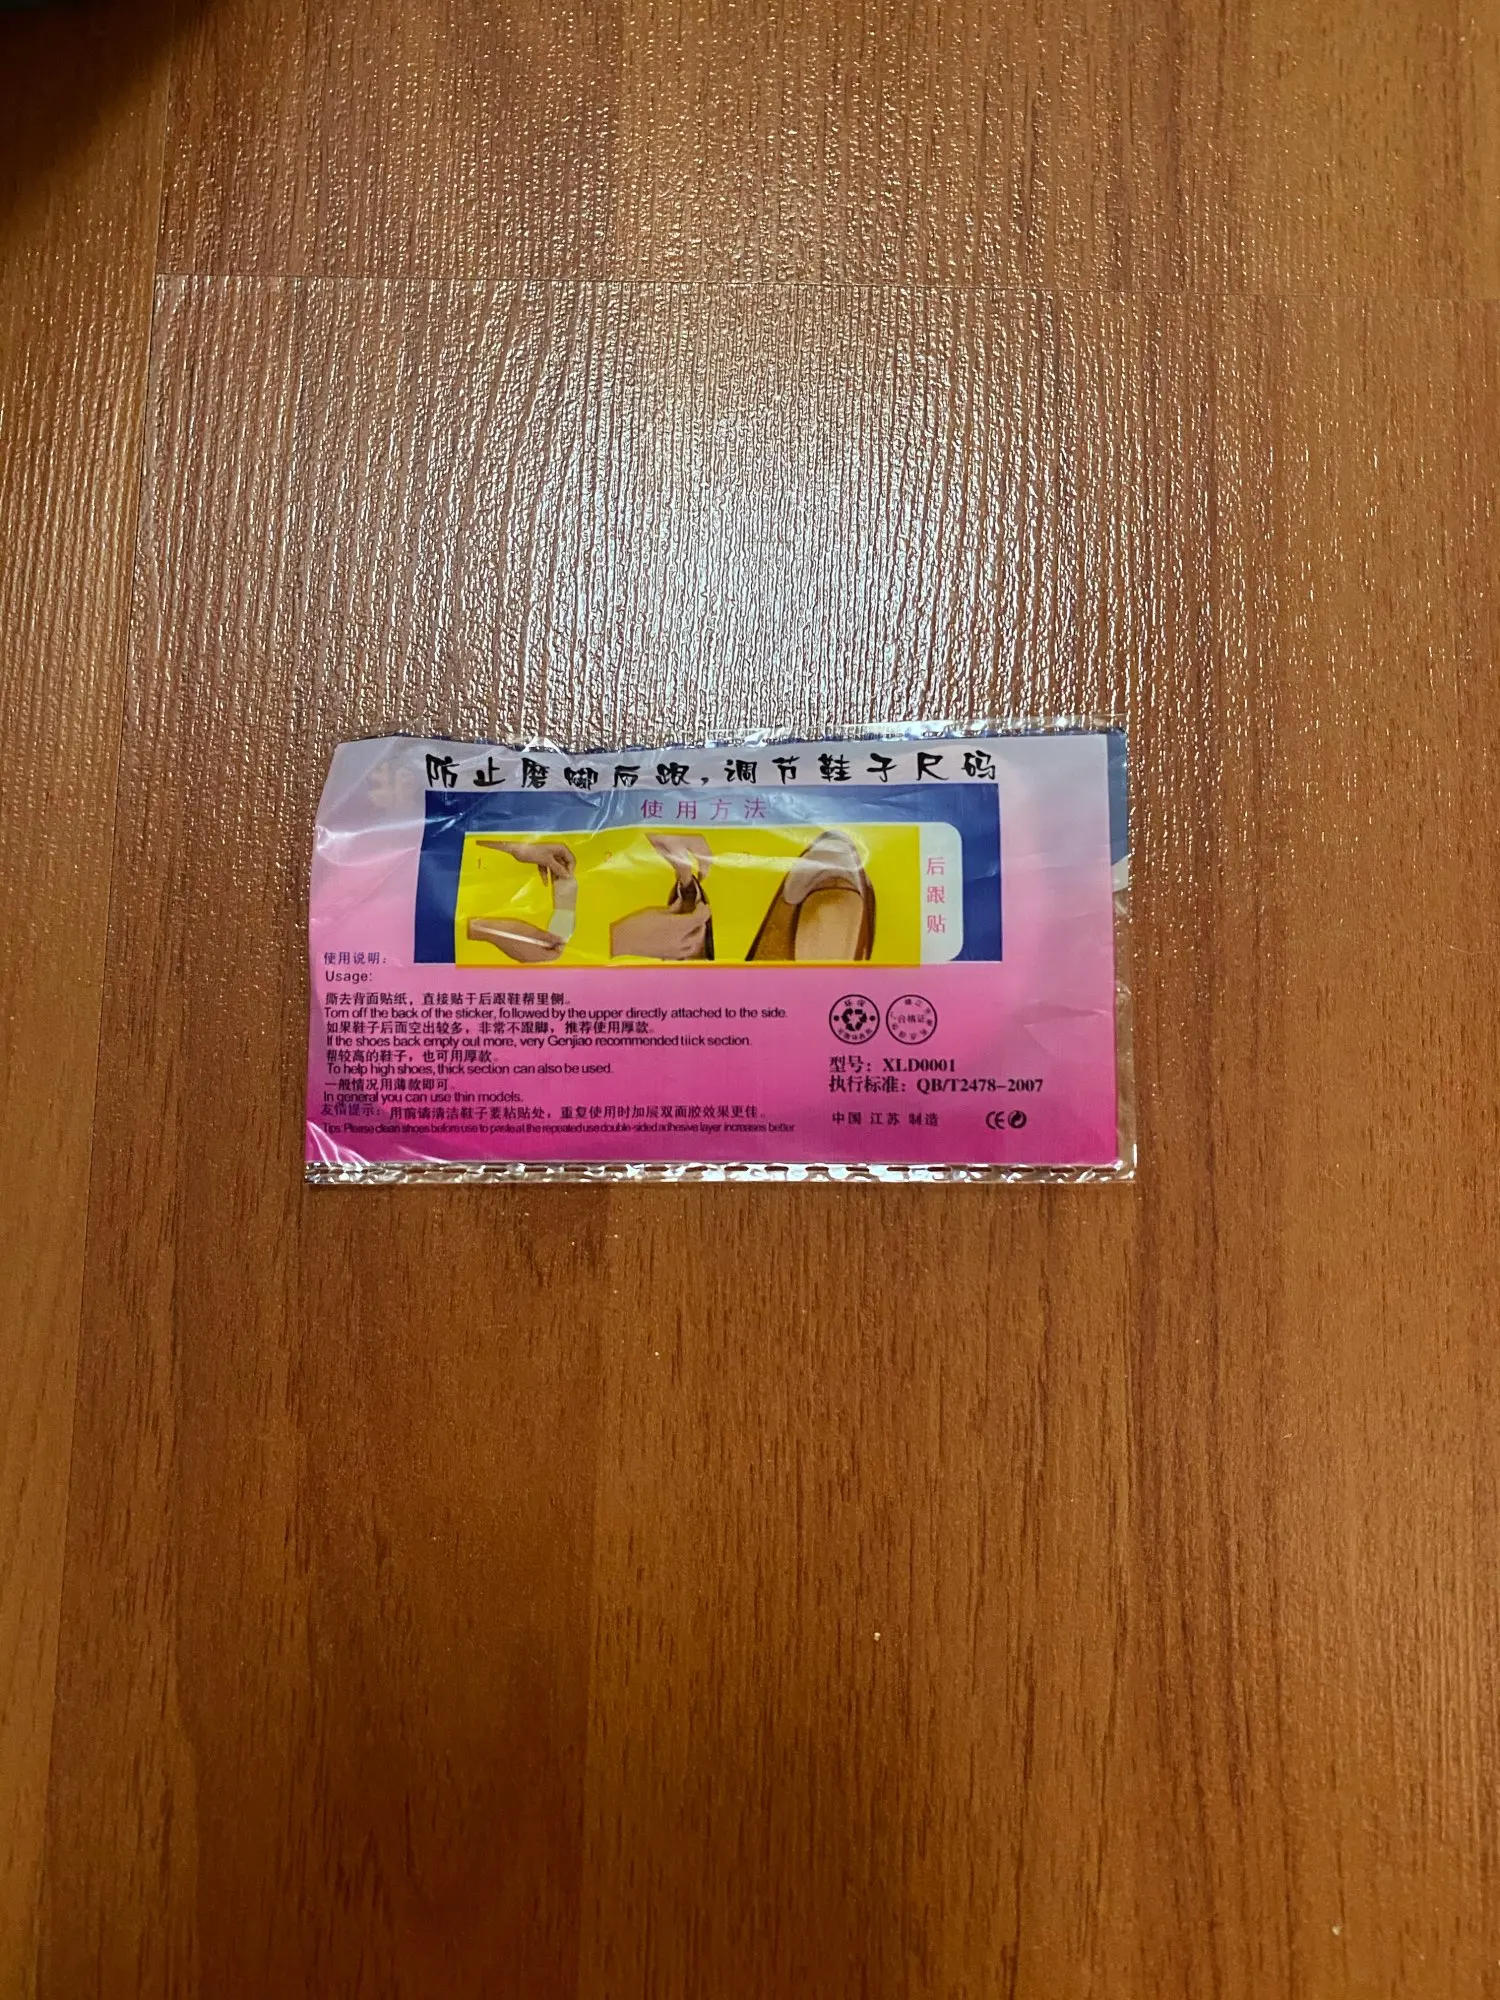 防止磨脚后跟，调节鞋子尺码
使用方法
1.
2
后
跟
贴
使用说明：
Usage:
撕去背面贴纸，直接贴于后跟鞋帮里侧。
Torn off the back of the sticker, followed by the upper directly attached to the side.
如果鞋子后面空出较多，非常不跟脚，推荐使用厚款。
If the shoes back empty out more, very Genjiao recommended tiick section.
帮较高的鞋子，也可用厚款。
To help high shoes, thick section can also be used.
一般情况用薄款即可。
In general you can use thin models.
友情提示：用前请清洁鞋子要粘贴处，重复使用时加层双面胶效果更佳。
Tips: Please clean shoes before use to paste at the repeated use double-sided adhesive layer increases better
环保
合格证
型号：XLD0001
执行标准：QB/T2478-2007
中国 江苏 制造
CE